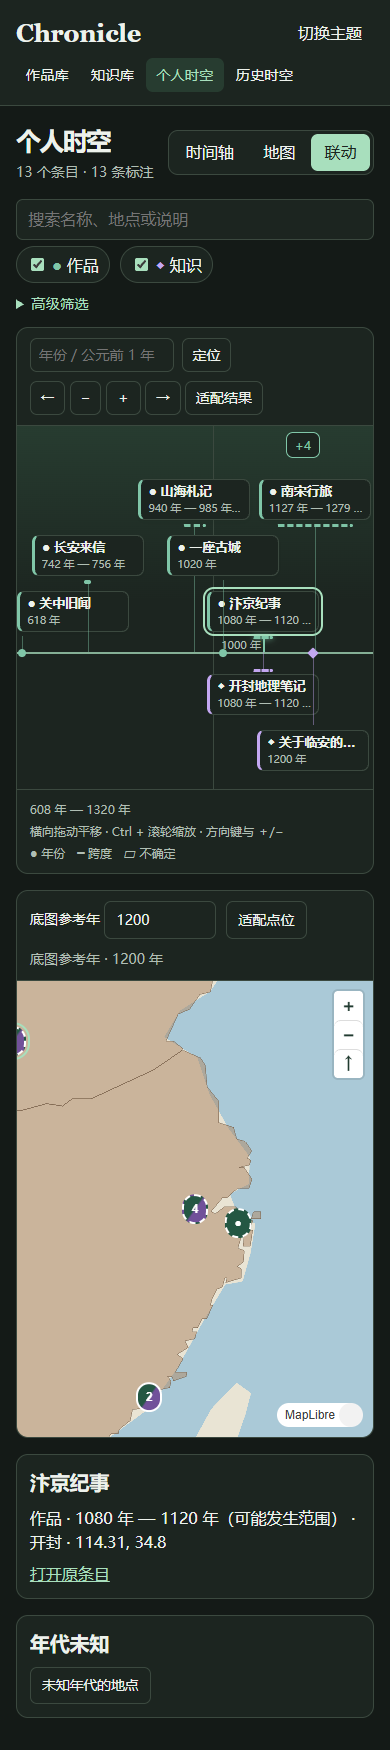 Chronicle
切换主题
作品库 知识库 个人时空 历史时空
个人时空
13 个条目 · 13 条标注
时间轴 地图 联动
搜索名称、地点或说明
作品 知识
高级筛选
年份 / 公元前 1 年 定位
← − + → 适配结果
+4
山海札记
940 年 — 985 年...
南宋行旅
1127 年 — 1279 ...
长安来信
742 年 — 756 年
一座古城
1020 年
关中旧闻
618 年
汴京纪事
1080 年 — 1120 ...
1000 年
开封地理笔记
1080 年 — 1120 ...
关于临安的...
1200 年
608 年 — 1320 年
横向拖动平移 · Ctrl + 滚轮缩放 · 方向键与 +/−
年份 跨度 不确定
底图参考年 1200 适配点位
底图参考年 · 1200 年
+
−
4
2
MapLibre
汴京纪事
作品 · 1080 年 — 1120 年（可能发生范围） ·
开封 · 114.31, 34.8
打开原条目
年代未知
未知年代的地点